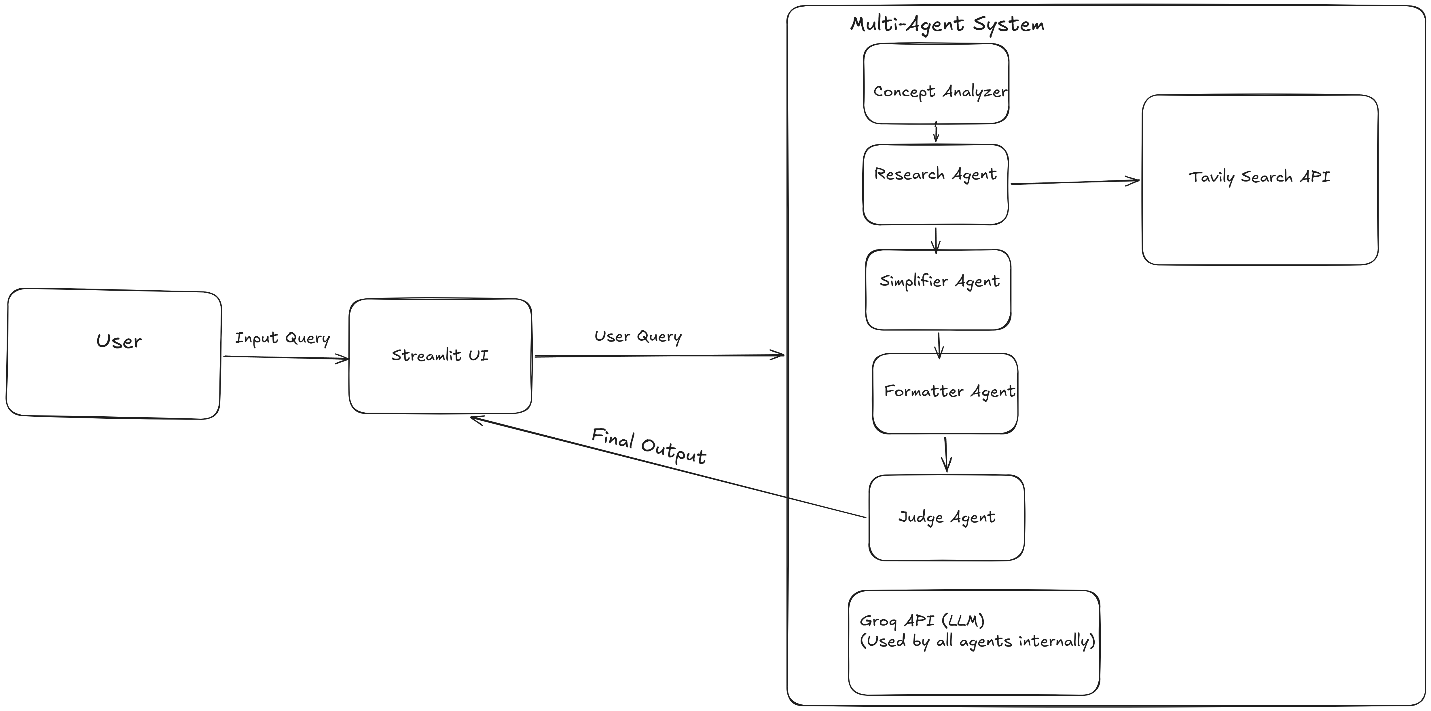 Multi-Agent System
Concept Analyzer
Research Agent
Tavily Search API
Simplifier Agent
User
Input Query
Streamlit UI
User Query
Formatter Agent
Final Output
Judge Agent
Groq API (LLM)
(Used by all agents internally)